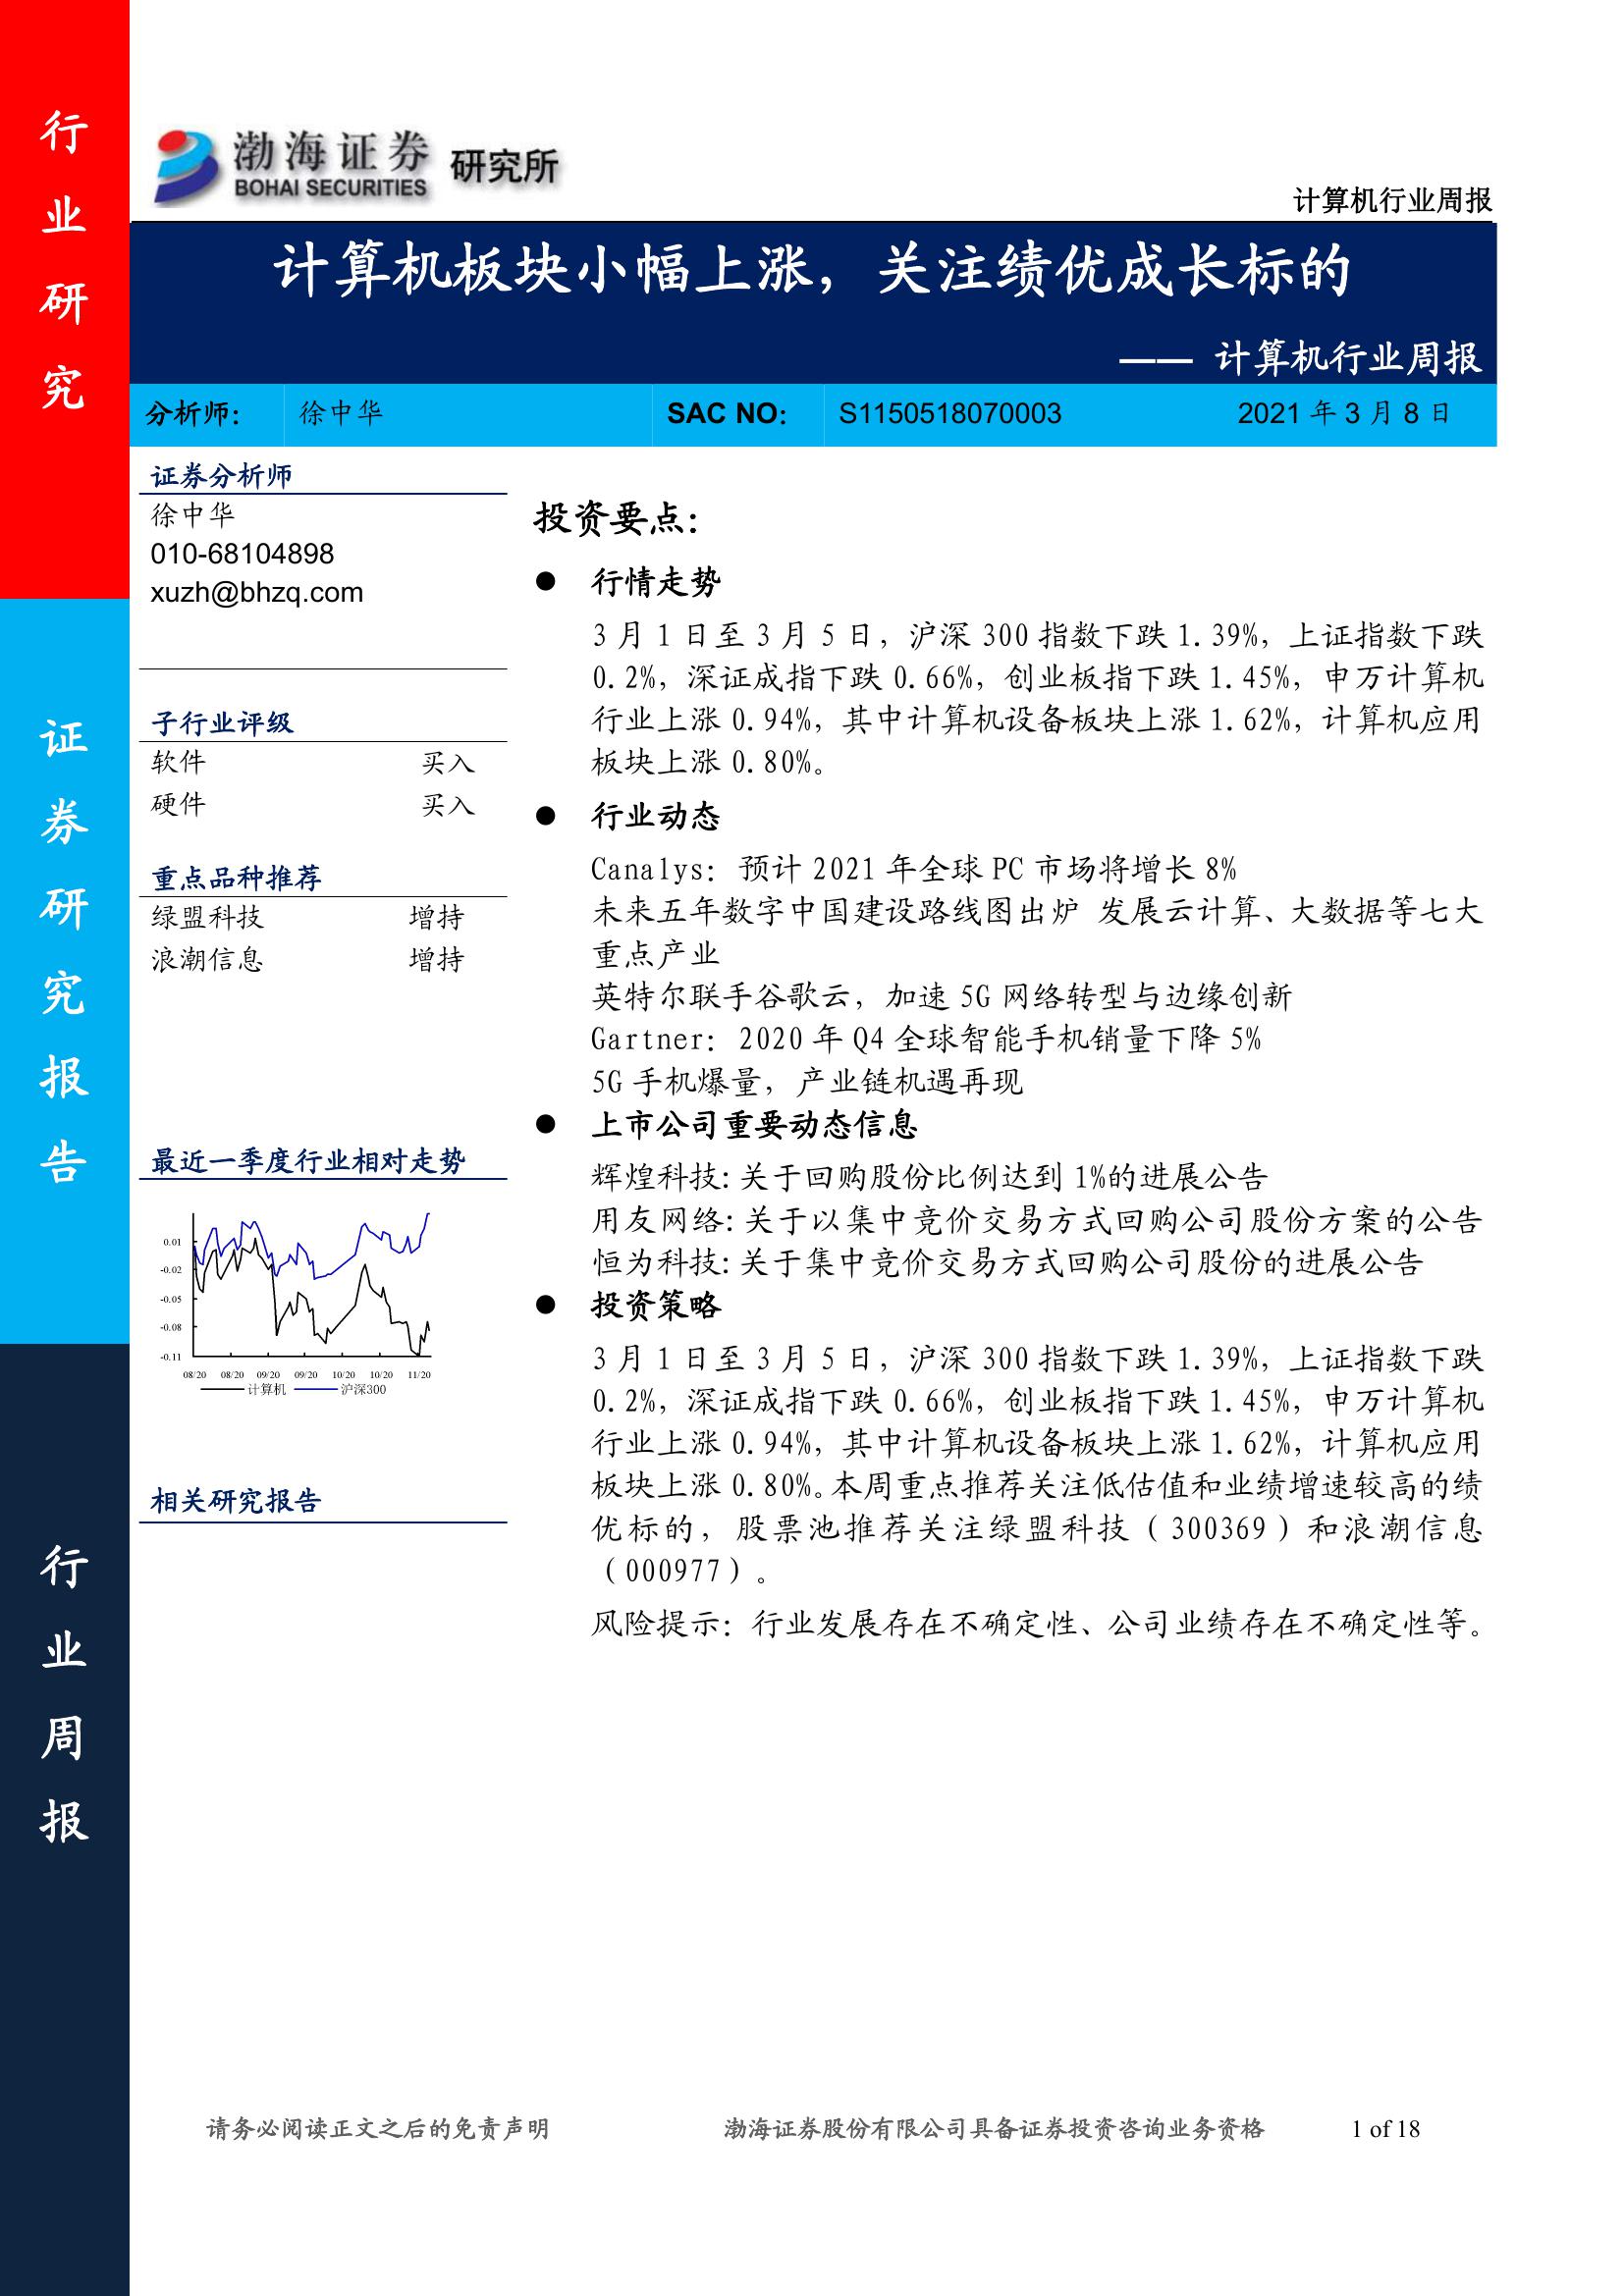 行业研究
证券研究报告
行业周报
渤海证券 研究所
BOHAI SECURITIES
计算机行业周报
计算机板块小幅上涨，关注绩优成长标的
—— 计算机行业周报
分析师： 徐中华 SAC NO： S1150518070003 2021 年 3 月 8 日
证券分析师
徐中华
010-68104898
xuzh@bhzq.com
子行业评级
软件 买入
硬件 买入
重点品种推荐
绿盟科技 增持
浪潮信息 增持
最近一季度行业相对走势
0.01
-0.02
-0.05
-0.08
-0.11
08/20 08/20 09/20 09/20 10/20 10/20 11/20
计算机 沪深300
相关研究报告
投资要点：
● 行情走势
3 月 1 日至 3 月 5 日，沪深 300 指数下跌 1.39%，上证指数下跌
0.2%，深证成指下跌 0.66%，创业板指下跌 1.45%，申万计算机
行业上涨 0.94%，其中计算机设备板块上涨 1.62%，计算机应用
板块上涨 0.80%。
● 行业动态
Canalys：预计 2021 年全球 PC 市场将增长 8%
未来五年数字中国建设路线图出炉 发展云计算、大数据等七大
重点产业
英特尔联手谷歌云，加速 5G 网络转型与边缘创新
Gartner：2020 年 Q4 全球智能手机销量下降 5%
5G 手机爆量，产业链机遇再现
● 上市公司重要动态信息
辉煌科技:关于回购股份比例达到 1%的进展公告
用友网络:关于以集中竞价交易方式回购公司股份方案的公告
恒为科技:关于集中竞价交易方式回购公司股份的进展公告
● 投资策略
3 月 1 日至 3 月 5 日，沪深 300 指数下跌 1.39%，上证指数下跌
0.2%，深证成指下跌 0.66%，创业板指下跌 1.45%，申万计算机
行业上涨 0.94%，其中计算机设备板块上涨 1.62%，计算机应用
板块上涨 0.80%。本周重点推荐关注低估值和业绩增速较高的绩
优标的，股票池推荐关注绿盟科技（300369）和浪潮信息
（000977）。
风险提示：行业发展存在不确定性、公司业绩存在不确定性等。
请务必阅读正文之后的免责声明 渤海证券股份有限公司具备证券投资咨询业务资格 1 of 18